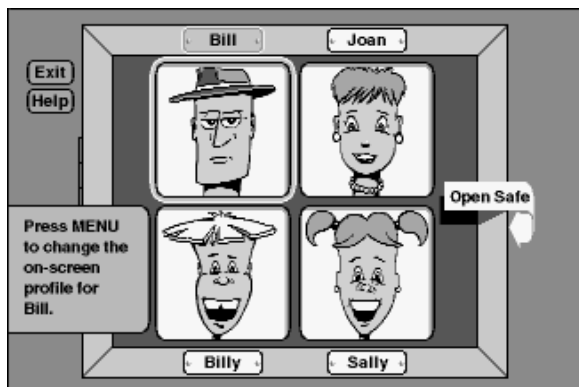 Bill
Joan
Exit
Help
Open Safe
Press MENU
to change the
on-screen
profile for
Bill.
Billy
Sally